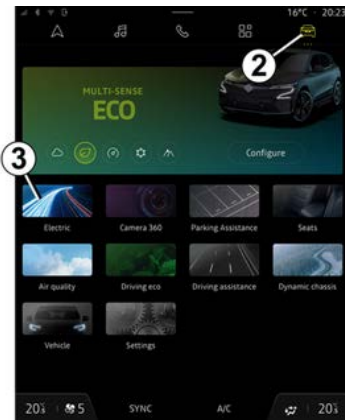 16°C 20:23
2
MULTI-SENSE
ECO
Configure
3
Electric Camera 360 Parking Assistance Seats
Air quality Driving eco Driving assistance Dynamic chassis
Vehicle Settings
5 SYNC A/C